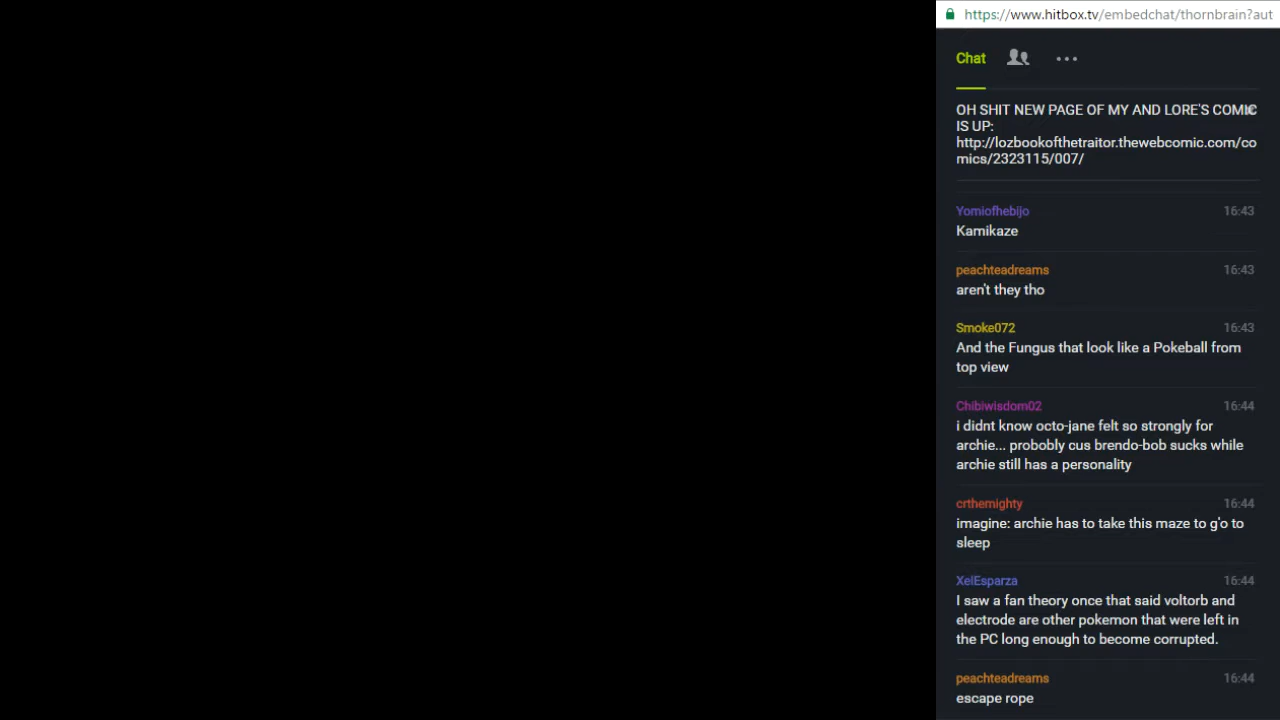 https://www.hitbox.tv/embedchat/thornbrain?aut
Chat
OH SHIT NEW PAGE OF MY AND LORE'S COMIC
IS UP:
http://lozbookofthetraitor.thewebcomic.com/co
mics/2323115/007/
Yomiofhebijo 16:43
Kamikaze
peachteadreams 16:43
aren't they tho
Smoke072 16:43
And the Fungus that look like a Pokeball from
top view
Chibiwisdom02 16:44
i didnt know octo-jane felt so strongly for
archie... probobly cus brendo-bob sucks while
archie still has a personality
crthemighty 16:44
imagine: archie has to take this maze to g'o to
sleep
XelEsparza 16:44
I saw a fan theory once that said voltorb and
electrode are other pokemon that were left in
the PC long enough to become corrupted.
peachteadreams 16:44
escape rope